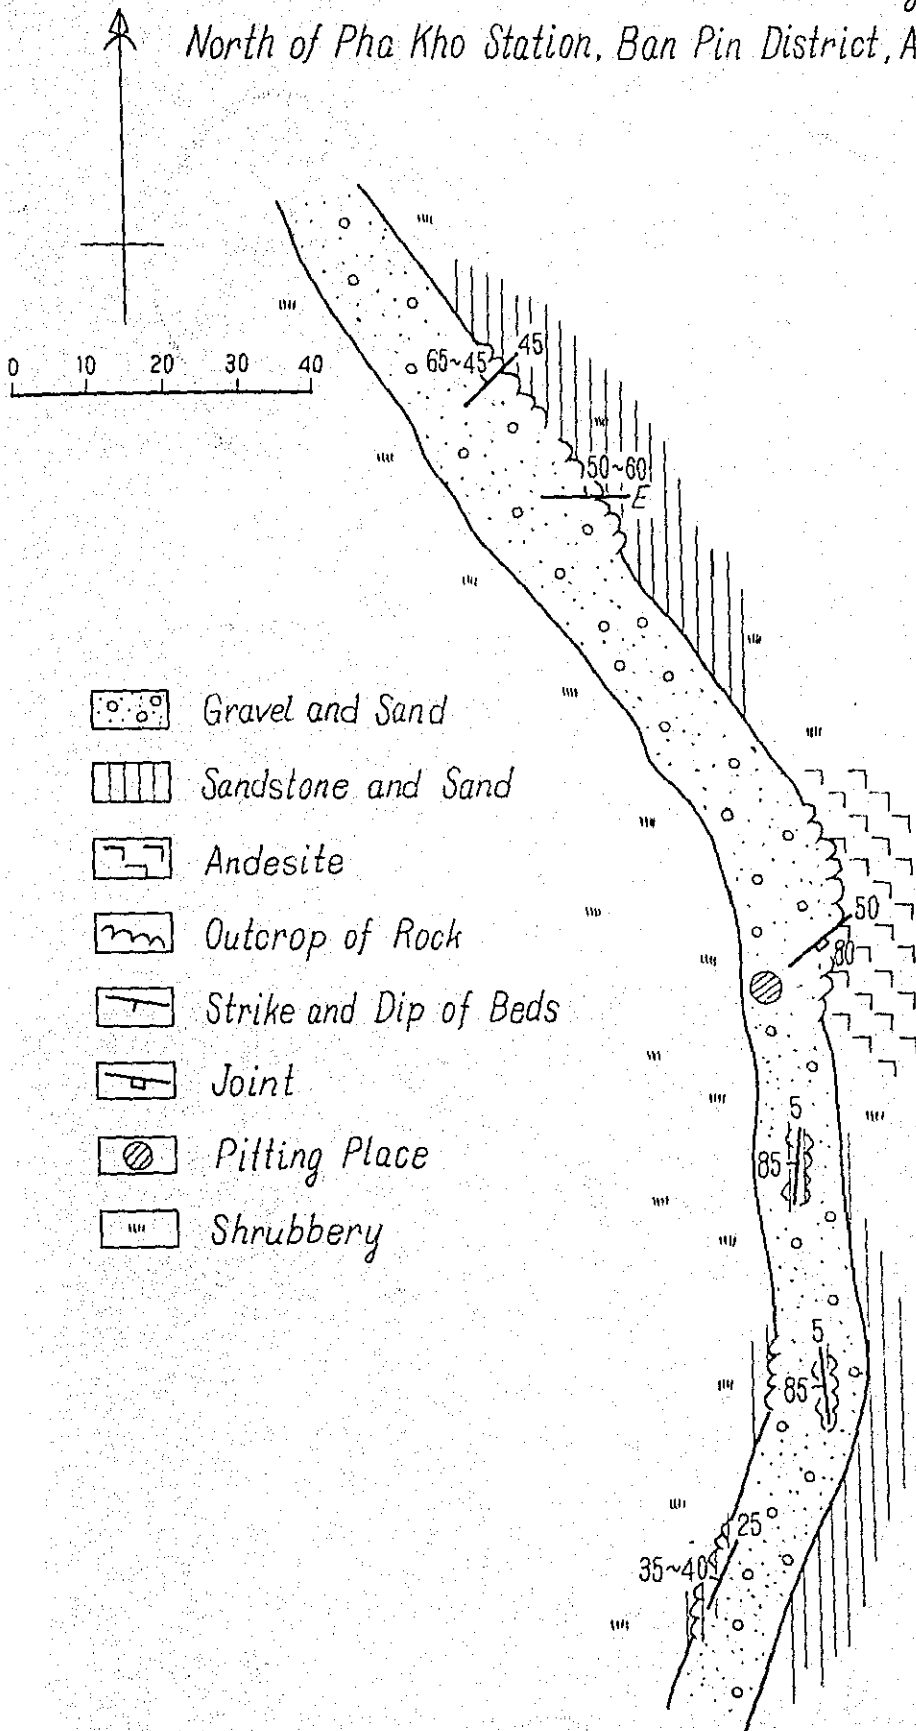 North of Pha Kho Station, Ban Pin District, A
0 10 20 30 40
45
65~45
50~60
E
Gravel and Sand
Sandstone and Sand
Andesite
50
80
Outcrop of Rock
Strike and Dip of Beds
Joint
5
85
Pitting Place
Shrubbery
5
85
25
35~40